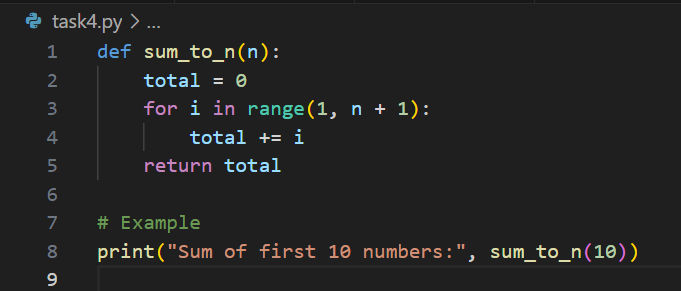 task4.py > ...
1 def sum_to_n(n):
2     total = 0
3     for i in range(1, n + 1):
4         total += i
5     return total
6
7 # Example
8 print("Sum of first 10 numbers:", sum_to_n(10))
9